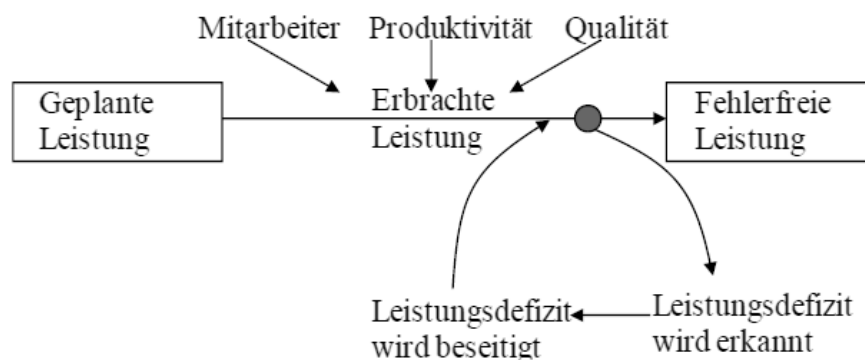 Mitarbeiter Produktivität Qualität
Geplante
Leistung
Erbrachte
Leistung
Fehlerfreie
Leistung
Leistungsdefizit
wird beseitigt
Leistungsdefizit
wird erkannt